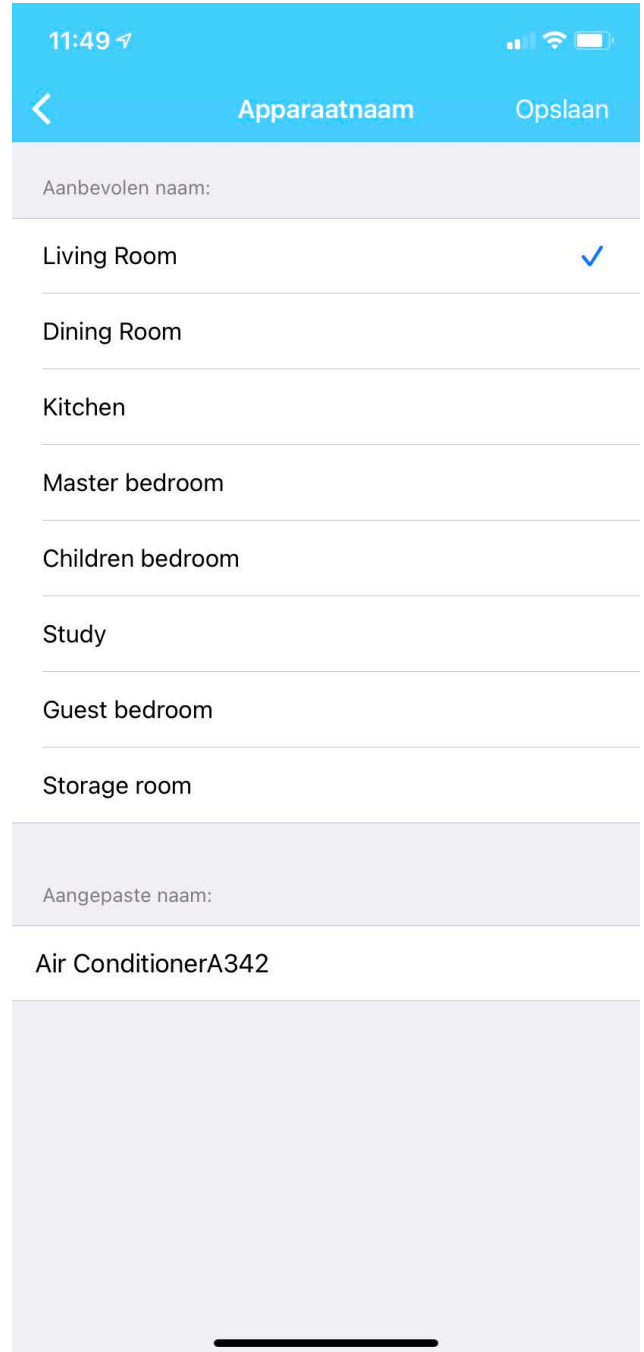 11:49
Apparaatnaam
Opslaan
Aanbevolen naam:
Living Room
Dining Room
Kitchen
Master bedroom
Children bedroom
Study
Guest bedroom
Storage room
Aangepaste naam:
Air ConditionerA342